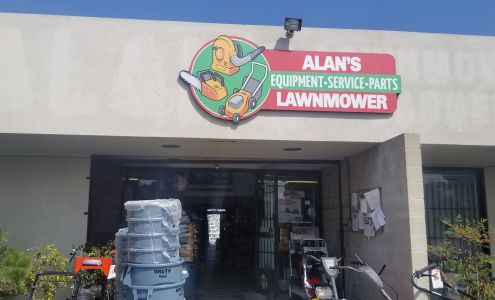 ALAN'S
EQUIPMENT•SERVICE•PARTS
LAWNMOWER
BRUTE